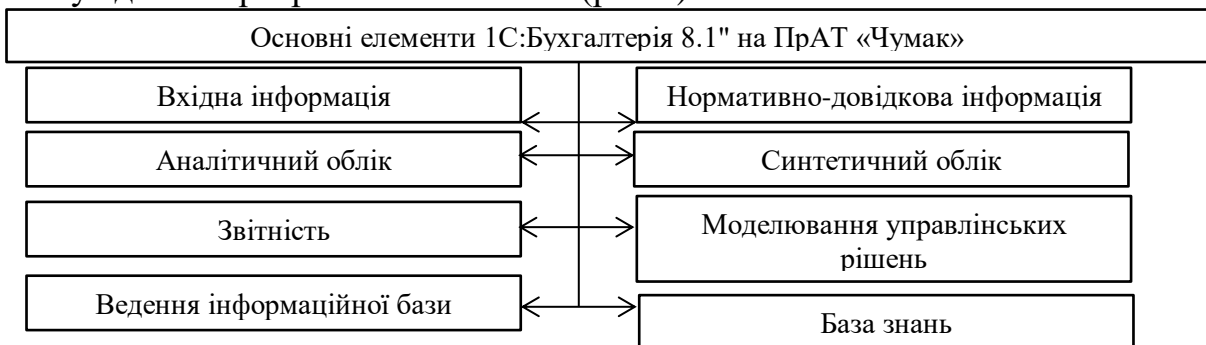 Основні елементи 1С:Бухгалтерія 8.1" на ПрАТ «Чумак»
Вхідна інформація
Нормативно-довідкова інформація
Аналітичний облік
Синтетичний облік
Звітність
Моделювання управлінських
рішень
Ведення інформаційної бази
База знань